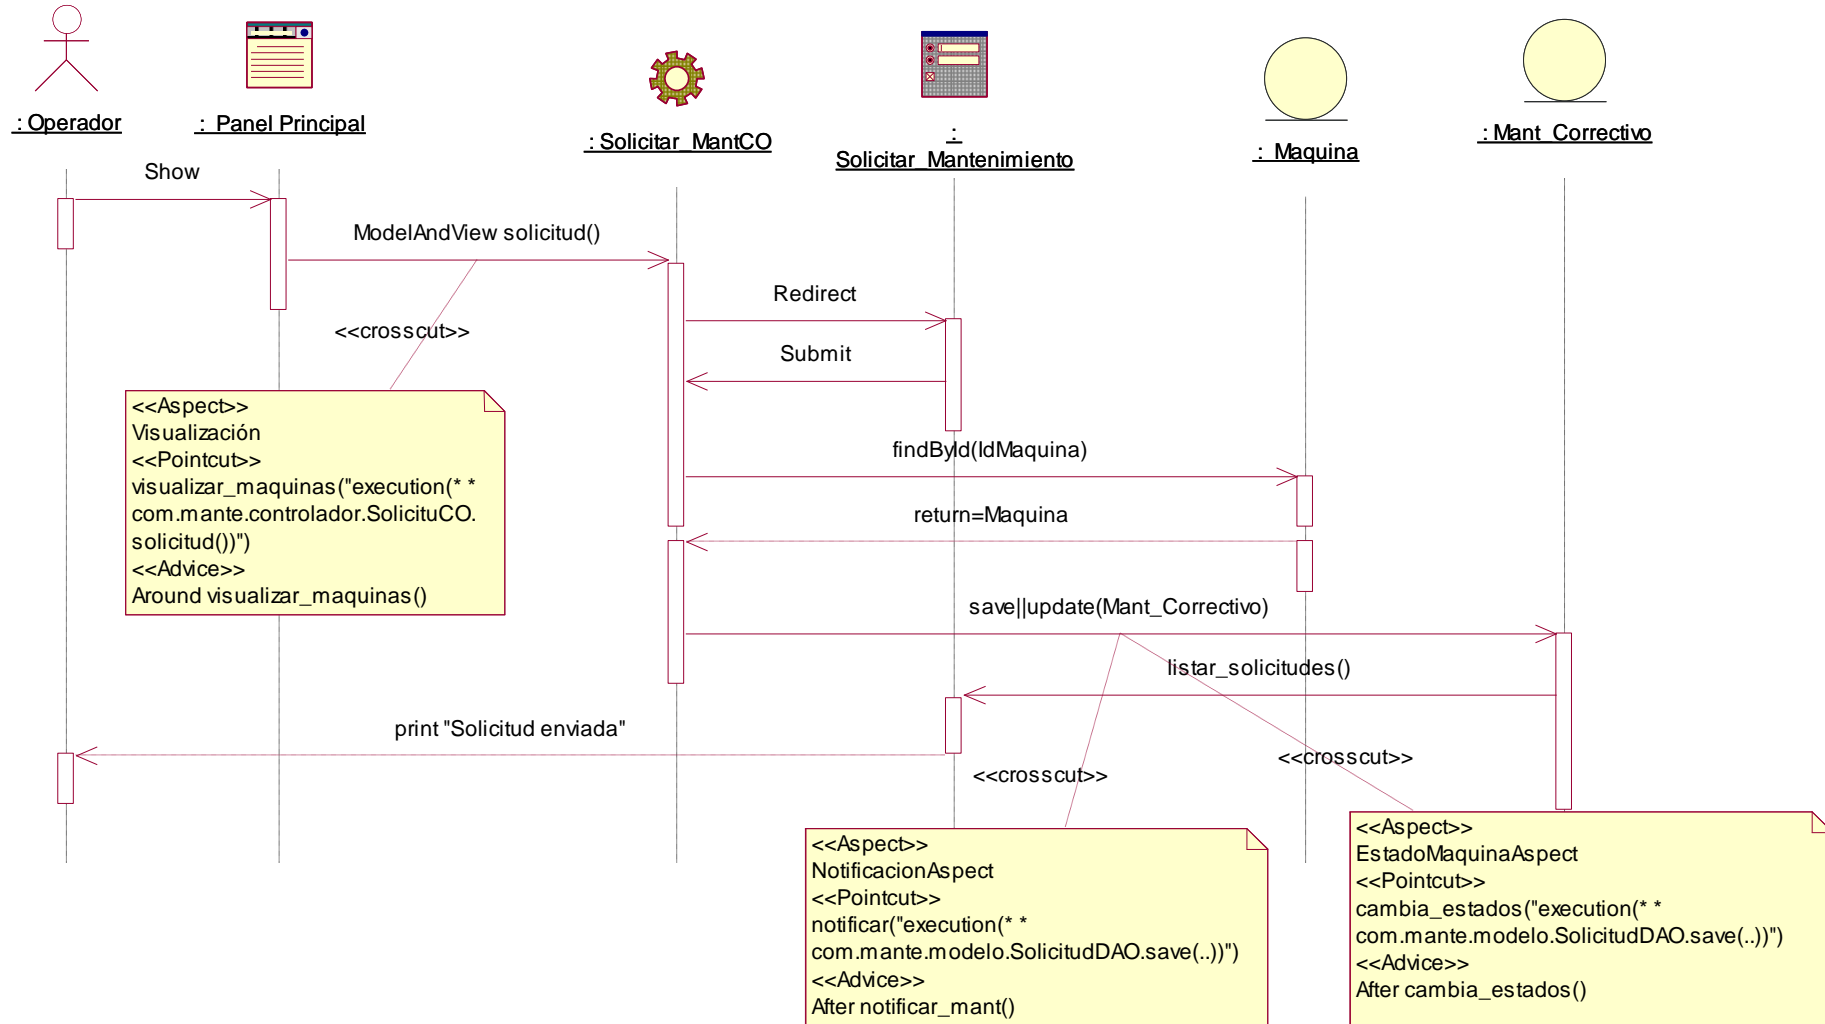 : Operador
: Panel Principal
: Solicitar_MantCO
:
Solicitar_Mantenimiento
: Maquina
: Mant_Correctivo
Show
ModelAndView solicitud()
Redirect
<<crosscut>>
Submit
<<Aspect>>
Visualización
<<Pointcut>>
visualizar_maquinas("execution(* *
com.mante.controlador.SolicituCO.
solicitud())")
<<Advice>>
Around visualizar_maquinas()
findById(IdMaquina)
return=Maquina
save||update(Mant_Correctivo)
listar_solicitudes()
print "Solicitud enviada"
<<crosscut>>
<<crosscut>>
<<Aspect>>
NotificacionAspect
<<Pointcut>>
notificar("execution(* *
com.mante.modelo.SolicitudDAO.save(..))")
<<Advice>>
After notificar_mant()
<<Aspect>>
EstadoMaquinaAspect
<<Pointcut>>
cambia_estados("execution(* *
com.mante.modelo.SolicitudDAO.save(..))")
<<Advice>>
After cambia_estados()